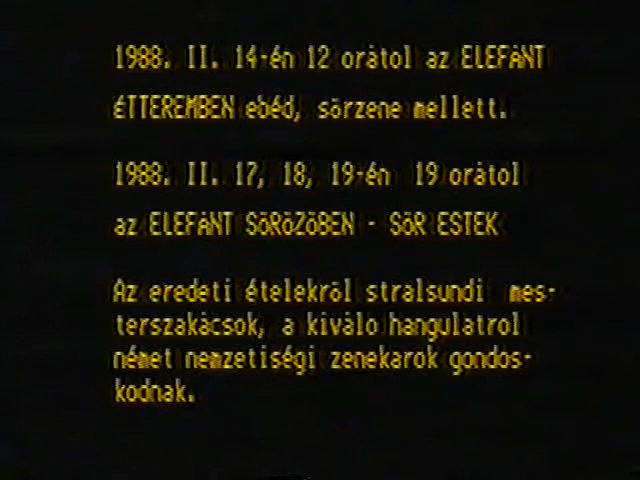 1988. II. 14-én 12 orátol az ELEFÁNT
ÉTTEREMBEN ebéd, sörzene mellett.
1988. II. 17, 18, 19-én 19 orátol
az ELEFÁNT SÖRÖZÖBEN - SÖR ESTEK
Az eredeti ételekröl stralsundi mes-
terszakácsok, a kiválo hangulatrol
német nemzetiségi zenekarok gondos-
kodnak.